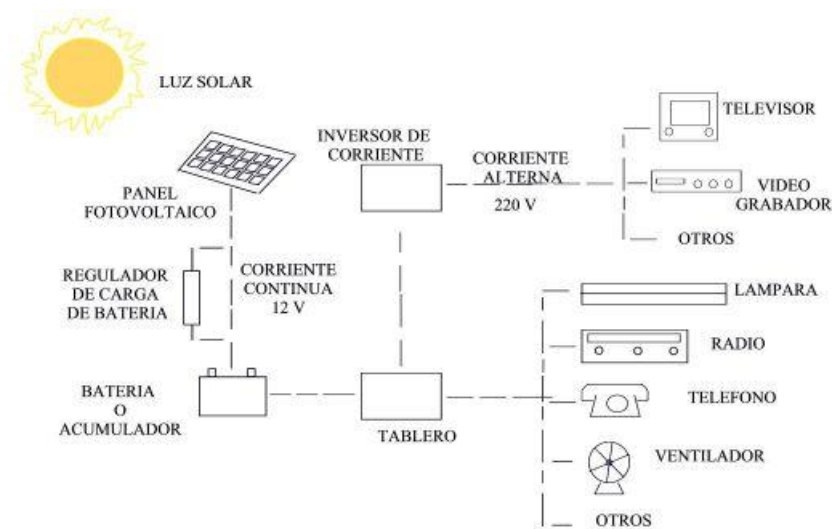 LUZ SOLAR
PANEL
FOTOVOLTAICO
INVERSOR DE
CORRIENTE
CORRIENTE
ALTERNA
220 V
TELEVISOR
VIDEO
GRABADOR
OTROS
REGULADOR
DE CARGA
DE BATERIA
CORRIENTE
CONTINUA
12 V
BATERIA
O
ACUMULADOR
TABLERO
LAMPARA
RADIO
TELEFONO
VENTILADOR
OTROS